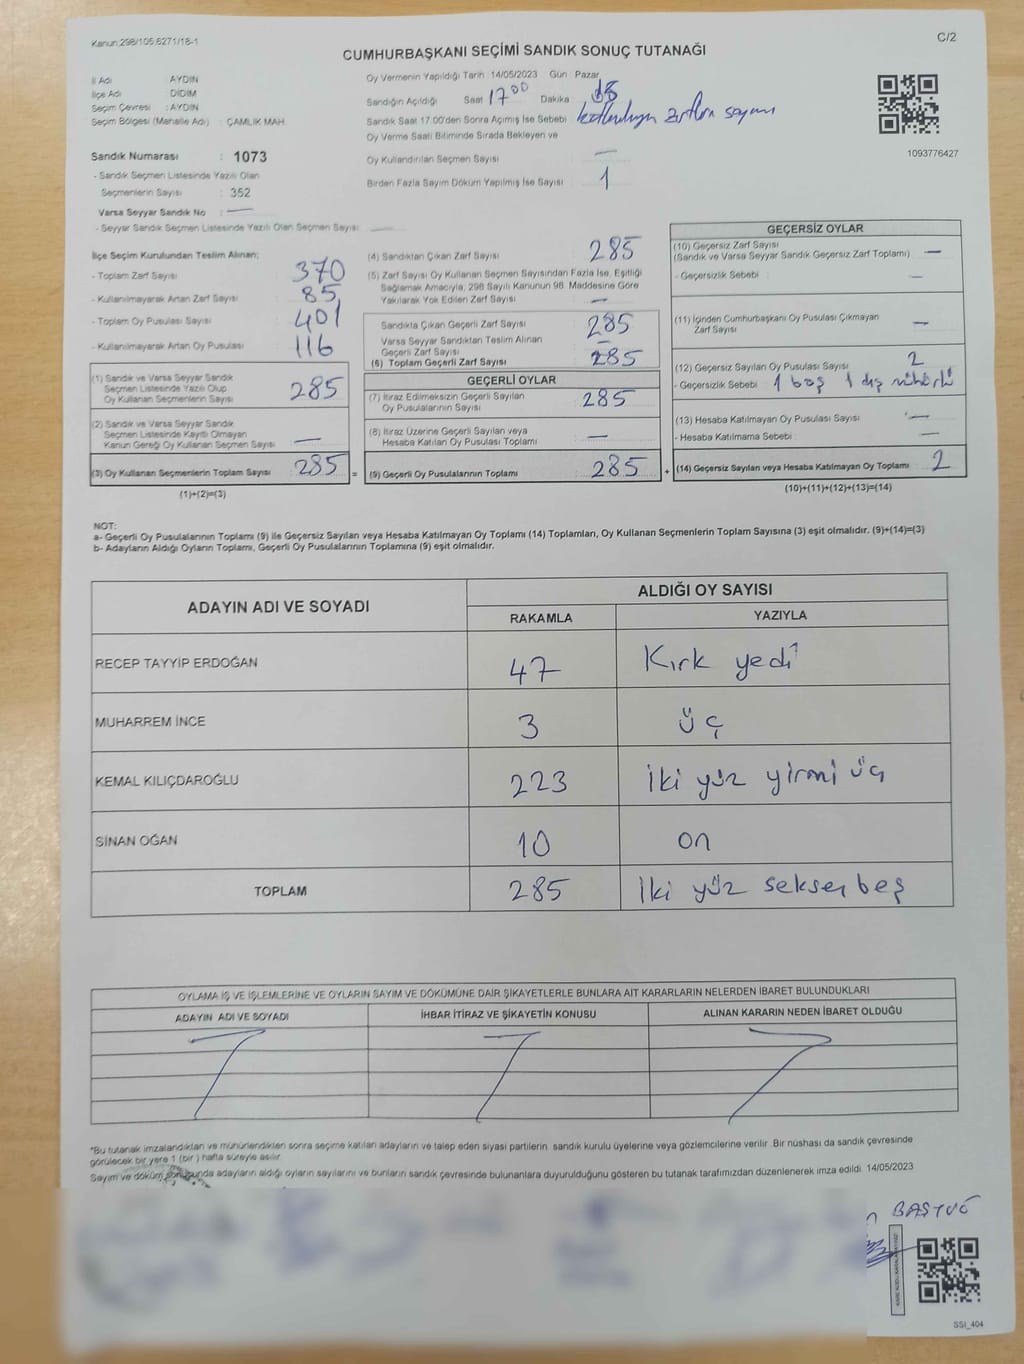 Kanun;298/105;6271/18-1
C/2
CUMHURBAŞKANI SEÇİMİ SANDIK SONUÇ TUTANAĞI
İl Adı AYDIN
İlçe Adı DİDİM
Seçim Çevresi : AYDIN
Seçim Bölgesi (Mahalle Adı) : ÇAMLIK MAH.
Sandık Numarası : 1073
- Sandık Seçmen Listesinde Yazılı Olan
Seçmenlerin Sayısı : 352
Varsa Seyyar Sandık No : —
- Seyyar Sandık Seçmen Listesinde Yazılı Olan Seçmen Sayısı: —
Oy Vermenin Yapıldığı Tarih 14/05/2023 Gün : Pazar
Sandığın Açıldığı Saat 17.00 Dakika
Sandık Saat 17.00'den Sonra Açımış İse Sebebi zarfların sayımı
Oy Verme Saati Bitiminde Sırada Bekleyen ve
Oy Kullandırılan Seçmen Sayısı —
Birden Fazla Sayım Döküm Yapılmış İse Sayısı 1
1093776427
İlçe Seçim Kurulundan Teslim Alınan;
- Toplam Zarf Sayısı 370
- Kullanılmayarak Artan Zarf Sayısı 85
- Toplam Oy Pusulası Sayısı 401
- Kullanılmayarak Artan Oy Pusulası 116
(1) Sandık ve Varsa Seyyar Sandık
Seçmen Listesinde Yazılı Olup
Oy Kullanan Seçmenlerin Sayısı 285
(2) Sandık ve Varsa Seyyar Sandık
Seçmen Listesinde Kayıtlı Olmayan
Kanun Gereği Oy Kullanan Seçmen Sayısı —
(3) Oy Kullanan Seçmenlerin Toplam Sayısı 285 =
(1)+(2)=(3)
(4) Sandıktan Çıkan Zarf Sayısı 285
(5) Zarf Sayısı Oy Kullanan Seçmen Sayısından Fazla İse, Eşitliği
Sağlamak Amacıyla, 298 Sayılı Kanunun 98. Maddesine Göre
Yakılarak Yok Edilen Zarf Sayısı —
Sandıkta Çıkan Geçerli Zarf Sayısı 285
Varsa Seyyar Sandıktan Teslim Alınan
Geçerli Zarf Sayısı —
(6) Toplam Geçerli Zarf Sayısı 285
GEÇERLİ OYLAR
(7) İtiraz Edilmeksizin Geçerli Sayılan
Oy Pusulalarının Sayısı 285
(8) İtiraz Üzerine Geçerli Sayılan veya
Hesaba Katılan Oy Pusulası Toplamı —
(9) Geçerli Oy Pusulalarının Toplamı 285 +
GEÇERSİZ OYLAR
(10) Geçersiz Zarf Sayısı
(Sandık ve Varsa Seyyar Sandık Geçersiz Zarf Toplamı) —
- Geçersizlik Sebebi : —
(11) İçinden Cumhurbaşkanı Oy Pusulası Çıkmayan
Zarf Sayısı —
(12) Geçersiz Sayılan Oy Pusulası Sayısı 2
- Geçersizlik Sebebi 1 boş 1 dış mühürlü
(13) Hesaba Katılmayan Oy Pusulası Sayısı —
- Hesaba Katılmama Sebebi : —
(14) Geçersiz Sayılan veya Hesaba Katılmayan Oy Toplamı 2
(10)+(11)+(12)+(13)=(14)
NOT:
a- Geçerli Oy Pusulalarının Toplamı (9) ile Geçersiz Sayılan veya Hesaba Katılmayan Oy Toplamı (14) Toplamları, Oy Kullanan Seçmenlerin Toplam Sayısına (3) eşit olmalıdır. (9)+(14)=(3)
b- Adayların Aldığı Oyların Toplamı, Geçerli Oy Pusulalarının Toplamına (9) eşit olmalıdır.
ADAYIN ADI VE SOYADI ALDIĞI OY SAYISI
RAKAMLA YAZIYLA
RECEP TAYYİP ERDOĞAN 47 Kırk yedi
MUHARREM İNCE 3 üç
KEMAL KILIÇDAROĞLU 223 iki yüz yirmi üç
SİNAN OĞAN 10 on
TOPLAM 285 iki yüz seksen beş
OYLAMA İŞ VE İŞLEMLERİNE VE OYLARIN SAYIM VE DÖKÜMÜNE DAİR ŞİKAYETLERLE BUNLARA AİT KARARLARIN NELERDEN İBARET BULUNDUKLARI
ADAYIN ADI VE SOYADI İHBAR İTİRAZ VE ŞİKAYETİN KONUSU ALINAN KARARIN NEDEN İBARET OLDUĞU
*Bu tutanak imzalandıktan ve mühürlendikten sonra seçime katılan adayların ve talep eden siyasi partilerin sandık kurulu üyelerine veya gözlemcilerine verilir. Bir nüshası da sandık çevresinde
görülecek bir yere 1 (bir) hafta süreyle asılır.
Sayım ve döküm sonucunda adayların aldığı oyların sayılarını ve bunların sandık çevresinde bulunanlara duyurulduğunu gösteren bu tutanak tarafımızdan düzenlenerek imza edildi. 14/05/2023
SSI_404